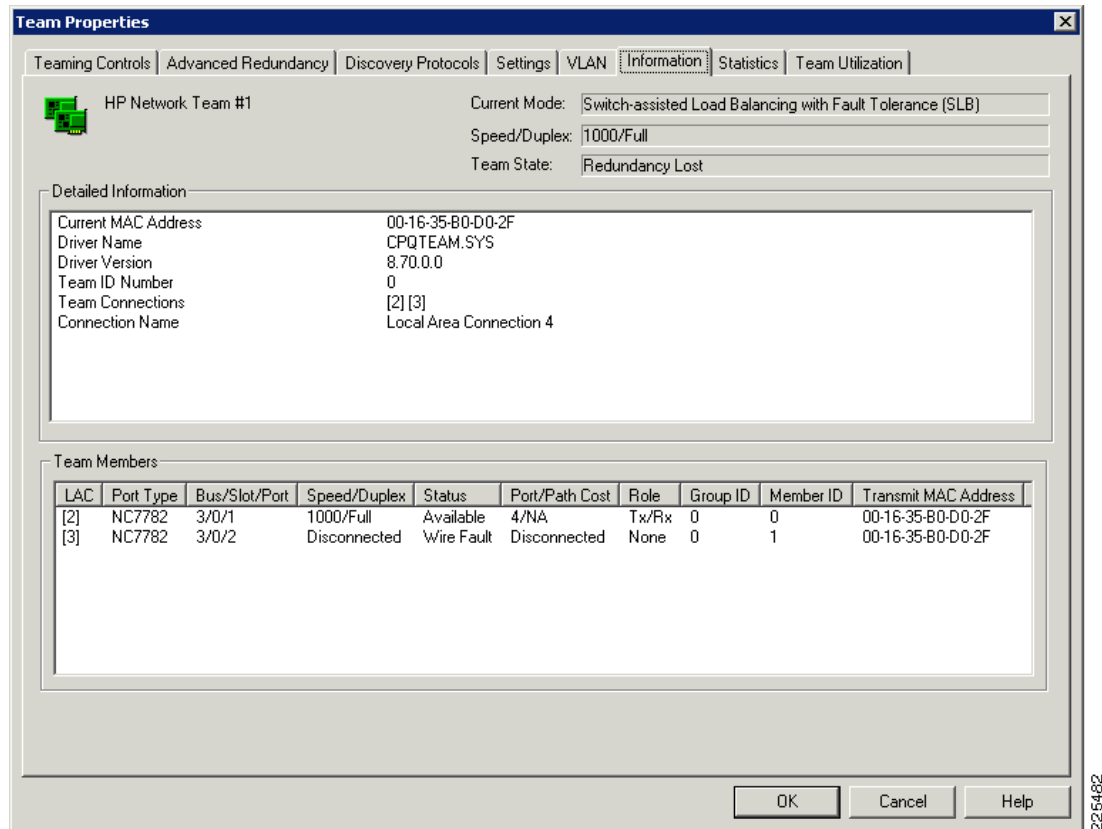 Team Properties
Teaming Controls Advanced Redundancy Discovery Protocols Settings VLAN Information Statistics Team Utilization
HP Network Team #1
Current Mode: Switch-assisted Load Balancing with Fault Tolerance (SLB)
Speed/Duplex: 1000/Full
Team State: Redundancy Lost
Detailed Information
Current MAC Address 00-16-35-B0-D0-2F
Driver Name CPQTEAM.SYS
Driver Version 8.70.0.0
Team ID Number 0
Team Connections [2] [3]
Connection Name Local Area Connection 4
Team Members
LAC Port Type Bus/Slot/Port Speed/Duplex Status Port/Path Cost Role Group ID Member ID Transmit MAC Address
[2] NC7782 3/0/1 1000/Full Available 4/NA Tx/Rx 0 0 00-16-35-B0-D0-2F
[3] NC7782 3/0/2 Disconnected Wire Fault Disconnected None 0 1 00-16-35-B0-D0-2F
OK Cancel Help
225482